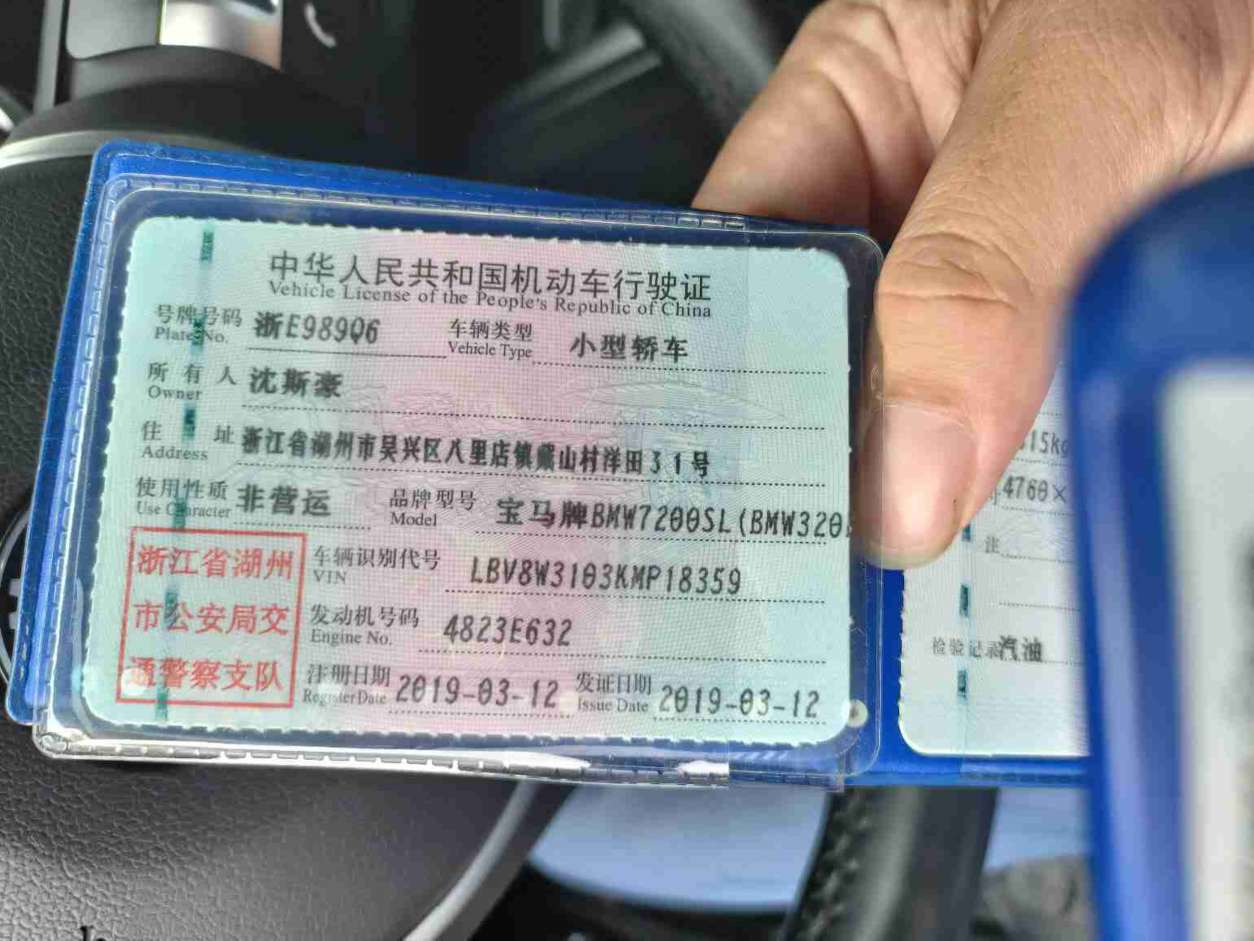 中华人民共和国机动车行驶证
Vehicle License of the People's Republic of China
号牌号码 浙E989Q6 车辆类型 小型轿车
Plate No. Vehicle Type
所有人 沈斯豪
Owner
住址 浙江省湖州市吴兴区八里店镇戴山村洋田31号
Address
使用性质 非营运 品牌型号 宝马牌BMW7200SL(BMW320
Use Character Model
浙江省湖州
市公安局交
通警察支队
车辆识别代号 LBV8W3103KMP18359
VIN
发动机号码 4823E632
Engine No.
注册日期 2019-03-12 发证日期 2019-03-12
Register Date Issue Date
315kg
4760×
注
检验记录 汽油